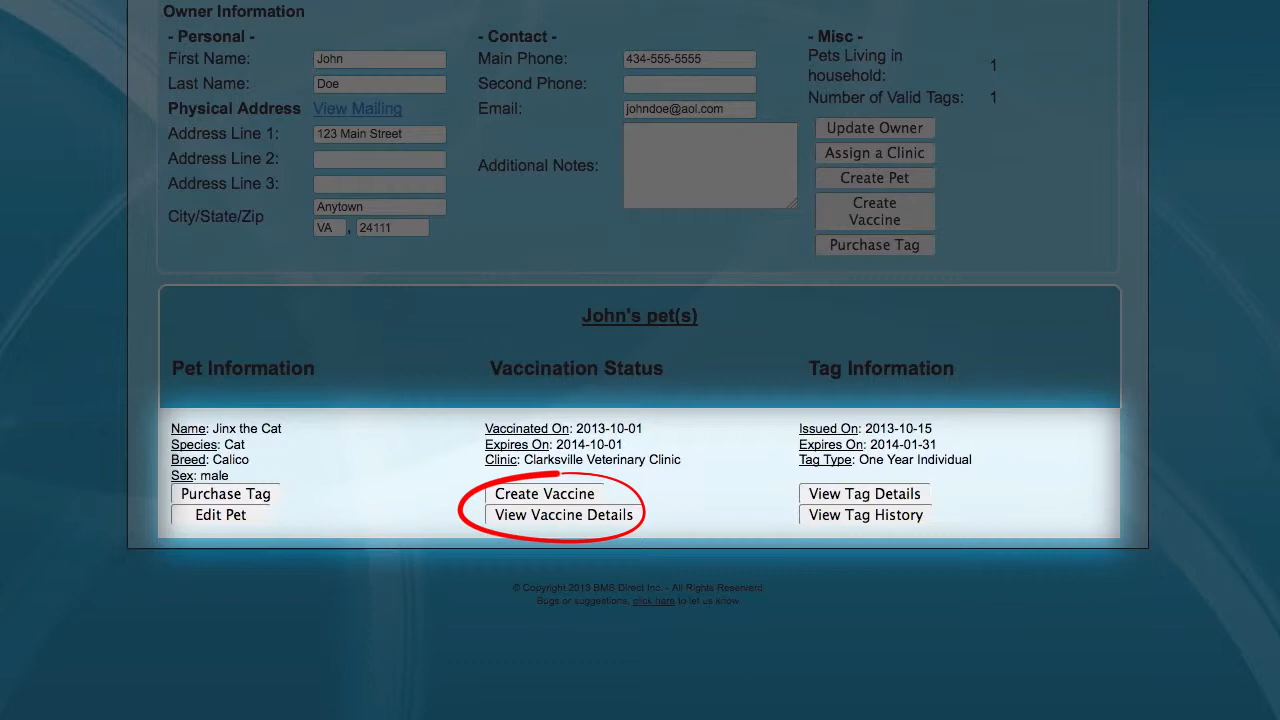 Owner Information
- Personal -
First Name: John
Last Name: Doe
Physical Address View Mailing
Address Line 1: 123 Main Street
Address Line 2:
Address Line 3:
City/State/Zip
Anytown
VA , 24111
- Contact -
Main Phone: 434-555-5555
Second Phone:
Email: johndoe@aol.com
Additional Notes:
- Misc -
Pets Living in
household: 1
Number of Valid Tags: 1
Update Owner
Assign a Clinic
Create Pet
Create
Vaccine
Purchase Tag
John's pet(s)
Pet Information
Vaccination Status
Tag Information
Name: Jinx the Cat
Species: Cat
Breed: Calico
Sex: male
Purchase Tag
Edit Pet
Vaccinated On: 2013-10-01
Expires On: 2014-10-01
Clinic: Clarksville Veterinary Clinic
Create Vaccine
View Vaccine Details
Issued On: 2013-10-15
Expires On: 2014-01-31
Tag Type: One Year Individual
View Tag Details
View Tag History
© Copyright 2013 BMS Direct Inc. - All Rights Reserverd
Bugs or suggestions, click here to let us know.